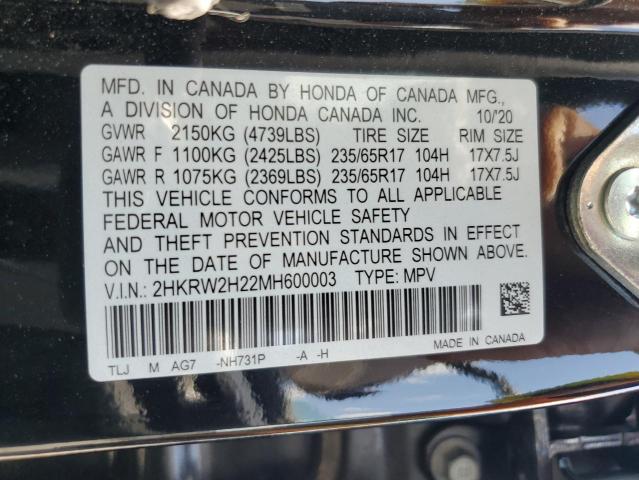 MFD. IN CANADA BY HONDA OF CANADA MFG.,
A DIVISION OF HONDA CANADA INC. 10/'20
GVWR 2150KG (4739LBS) TIRE SIZE RIM SIZE
GAWR F 1100KG (2425LBS) 235/65R17 104H 17X7.5J
GAWR R 1075KG (2369LBS) 235/65R17 104H 17X7.5J
THIS VEHICLE CONFORMS TO ALL APPLICABLE
FEDERAL MOTOR VEHICLE SAFETY
AND THEFT PREVENTION STANDARDS IN EFFECT
ON THE DATE OF MANUFACTURE SHOWN ABOVE.
V.I.N.: 2HKRW2H22MH600003 TYPE: MPV
TLJ M AG7 -NH731P -A -H MADE IN CANADA